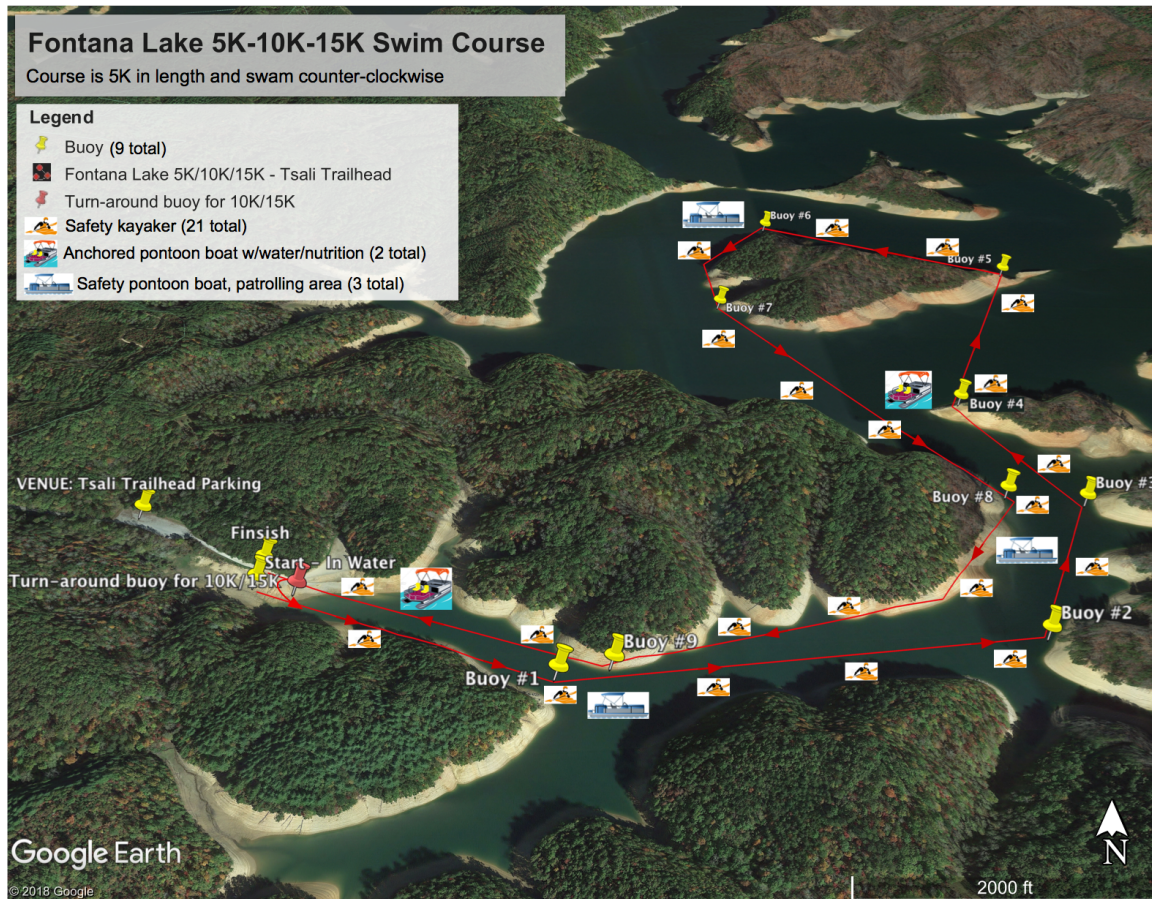 Fontana Lake 5K-10K-15K Swim Course
Course is 5K in length and swam counter-clockwise
Legend
Buoy (9 total)
Fontana Lake 5K/10K/15K - Tsali Trailhead
Turn-around buoy for 10K/15K
Safety kayaker (21 total)
Anchored pontoon boat w/water/nutrition (2 total)
Safety pontoon boat, patrolling area (3 total)
Buoy #6
Buoy #5
Buoy #7
Buoy #4
VENUE: Tsali Trailhead Parking
Buoy #3
Buoy #8
Finsish
Start - In Water
Turn-around buoy for 10K/15K
Buoy #2
Buoy #9
Buoy #1
Google Earth
N
© 2018 Google
2000 ft